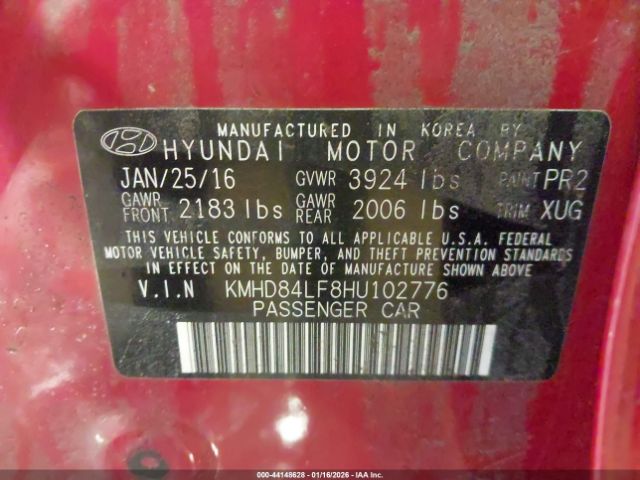 MANUFACTURED IN KOREA BY
HYUNDAI MOTOR COMPANY
JAN/25/16 GVWR 3924 lbs PAINT PR2
GAWR FRONT 2183 lbs GAWR REAR 2006 lbs TRIM XUG
THIS VEHICLE CONFORMS TO ALL APPLICABLE U.S.A. FEDERAL
MOTOR VEHICLE SAFETY, BUMPER, AND THEFT PREVENTION STANDARDS
IN EFFECT ON THE DATE OF MANUFACTURE SHOWN ABOVE
V.I.N KMHD84LF8HU102776
PASSENGER CAR
000-44148628 - 01/16/2026 - IAA Inc.